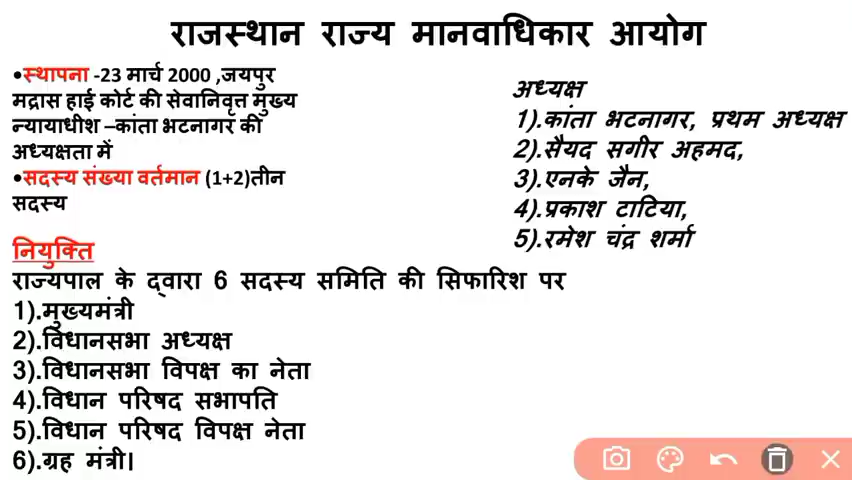 राजस्थान राज्य मानवाधिकार आयोग
•स्थापना -23 मार्च 2000 ,जयपुर
मद्रास हाई कोर्ट की सेवानिवृत्त मुख्य
न्यायाधीश –कांता भटनागर की
अध्यक्षता में
•सदस्य संख्या वर्तमान (1+2)तीन
सदस्य
अध्यक्ष
1).कांता भटनागर, प्रथम अध्यक्ष
2).सैयद सगीर अहमद,
3).एनके जैन,
4).प्रकाश टाटिया,
5).रमेश चंद्र शर्मा
नियुक्ति
राज्यपाल के द्वारा 6 सदस्य समिति की सिफारिश पर
1).मुख्यमंत्री
2).विधानसभा अध्यक्ष
3).विधानसभा विपक्ष का नेता
4).विधान परिषद सभापति
5).विधान परिषद विपक्ष नेता
6).ग्रह मंत्री।